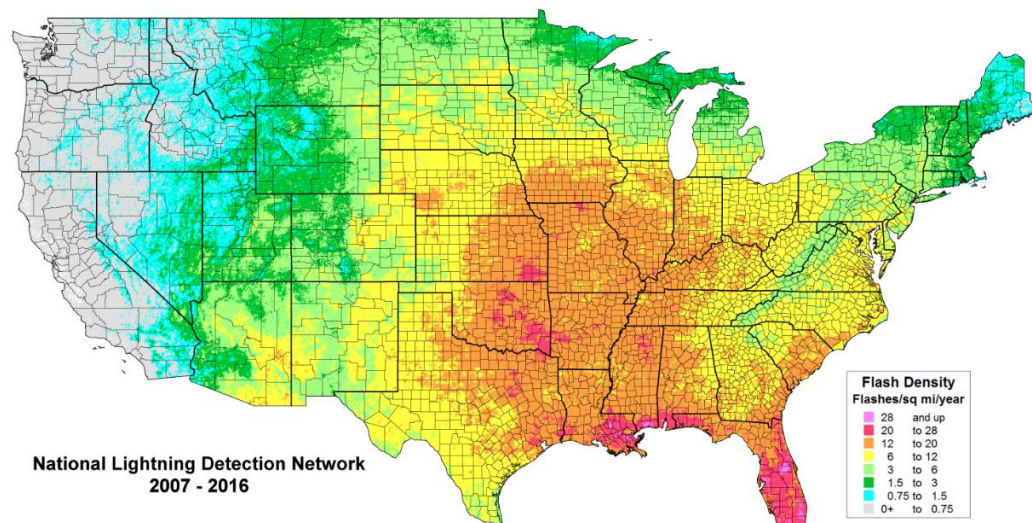 National Lightning Detection Network
2007 - 2016
Flash Density
Flashes/sq mi/year
28 and up
20 to 28
12 to 20
6 to 12
3 to 6
1.5 to 3
0.75 to 1.5
0+ to 0.75